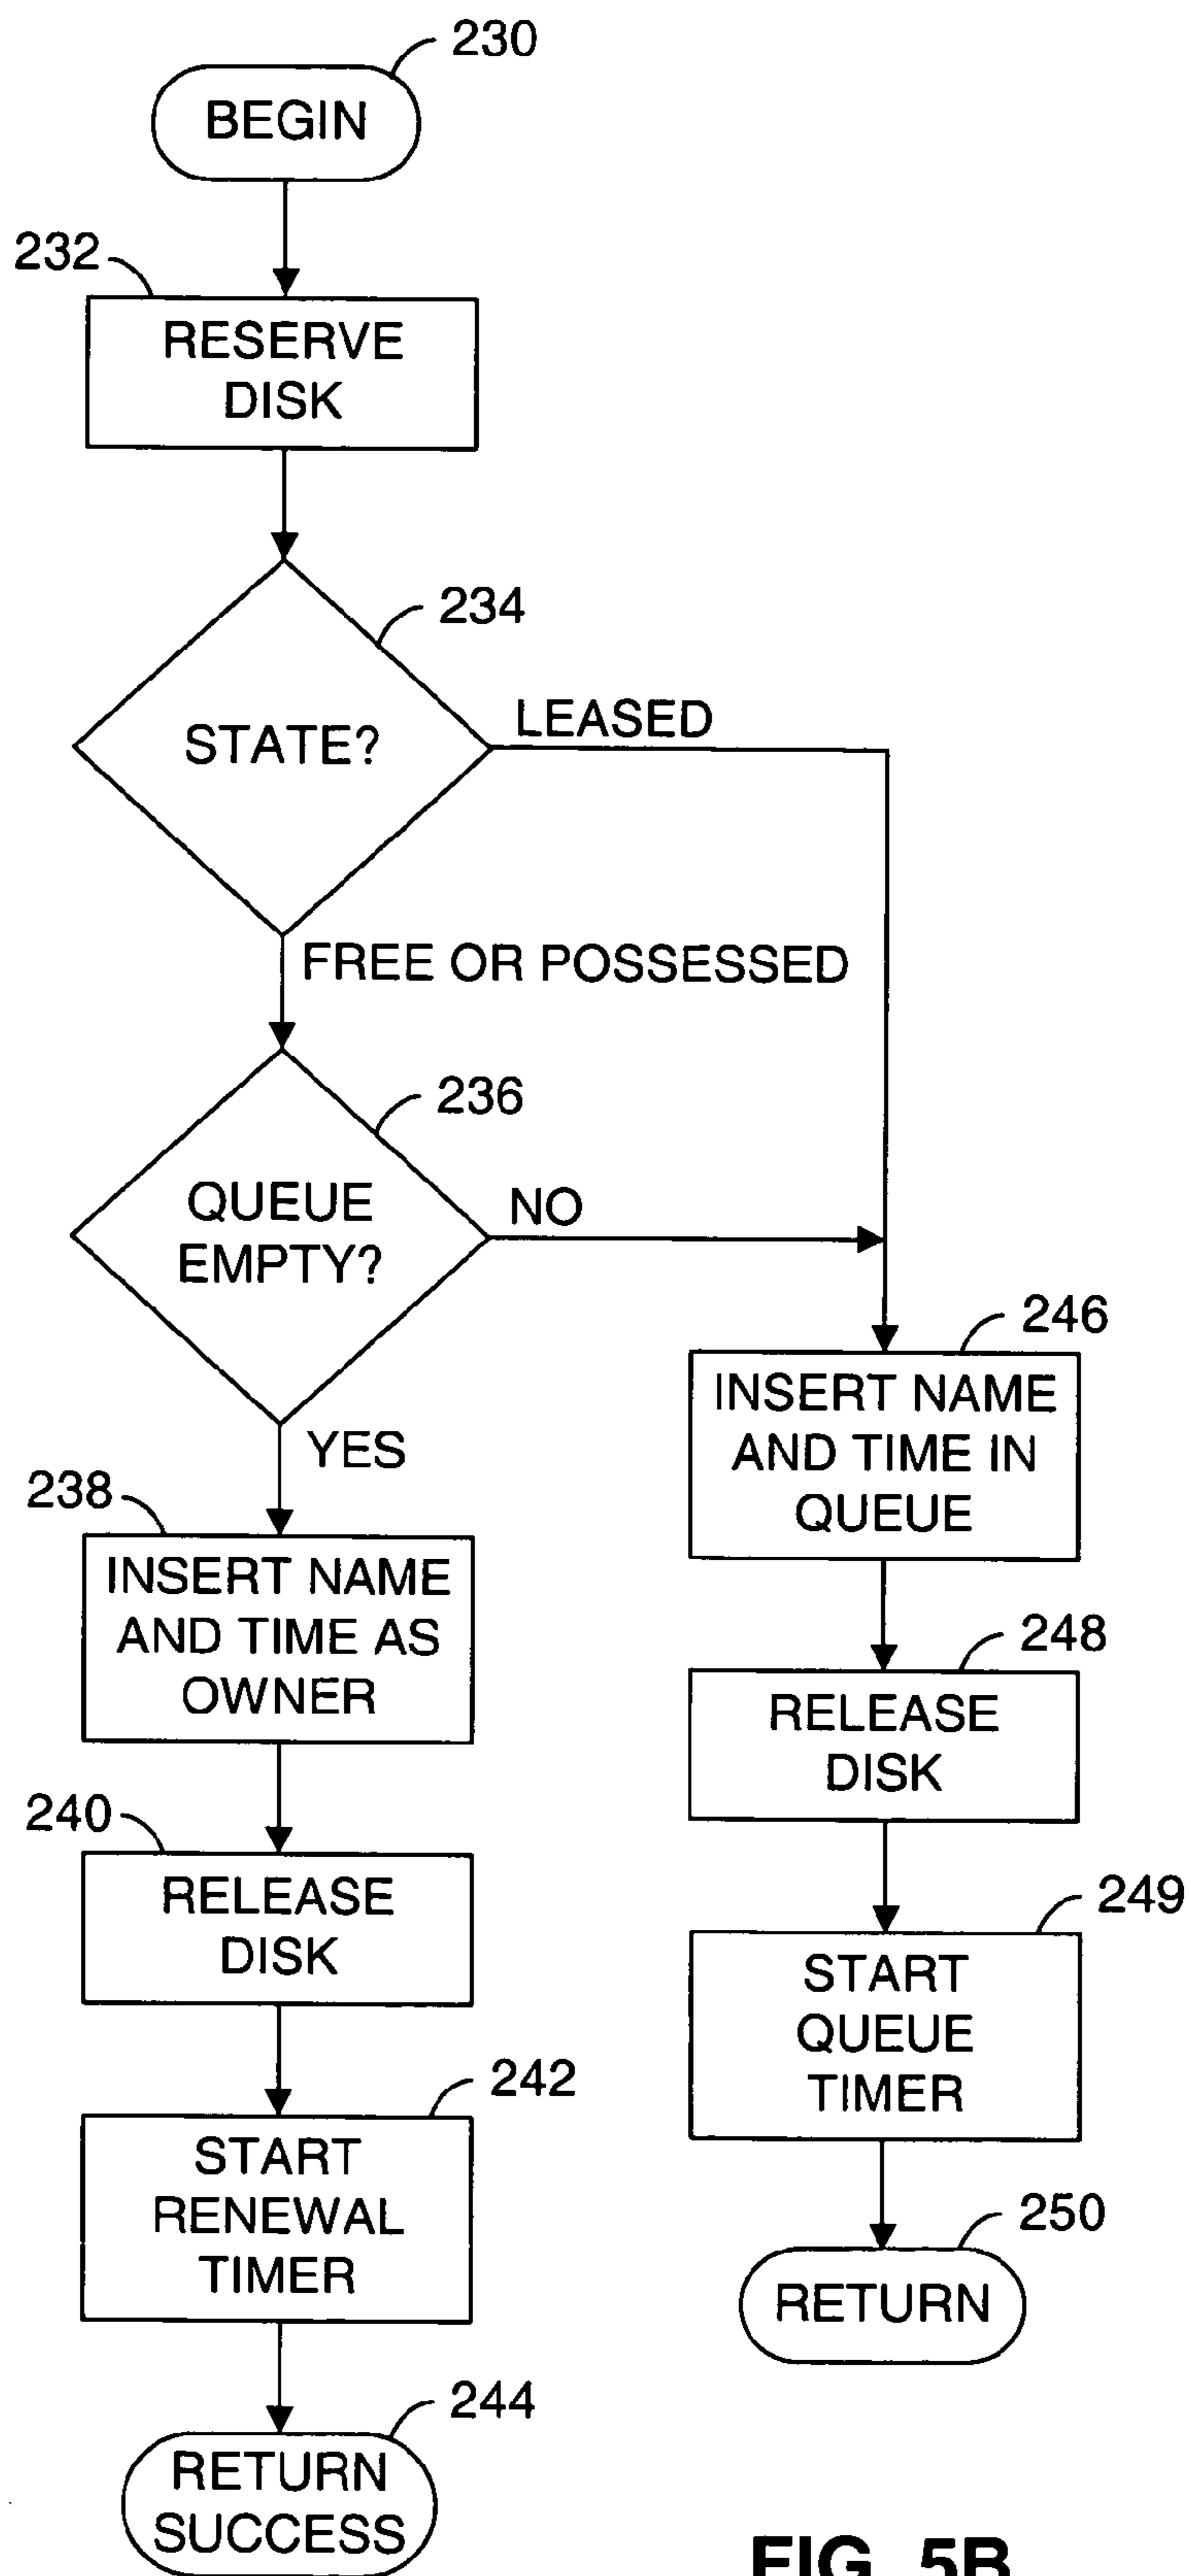 230
BEGIN
232
RESERVE
DISK
234
STATE?
LEASED
FREE OR POSSESSED
236
QUEUE
EMPTY?
NO
YES
238
INSERT NAME
AND TIME AS
OWNER
240
RELEASE
DISK
242
START
RENEWAL
TIMER
244
RETURN
SUCCESS
246
INSERT NAME
AND TIME IN
QUEUE
248
RELEASE
DISK
249
START
QUEUE
TIMER
250
RETURN
FIG. 5B